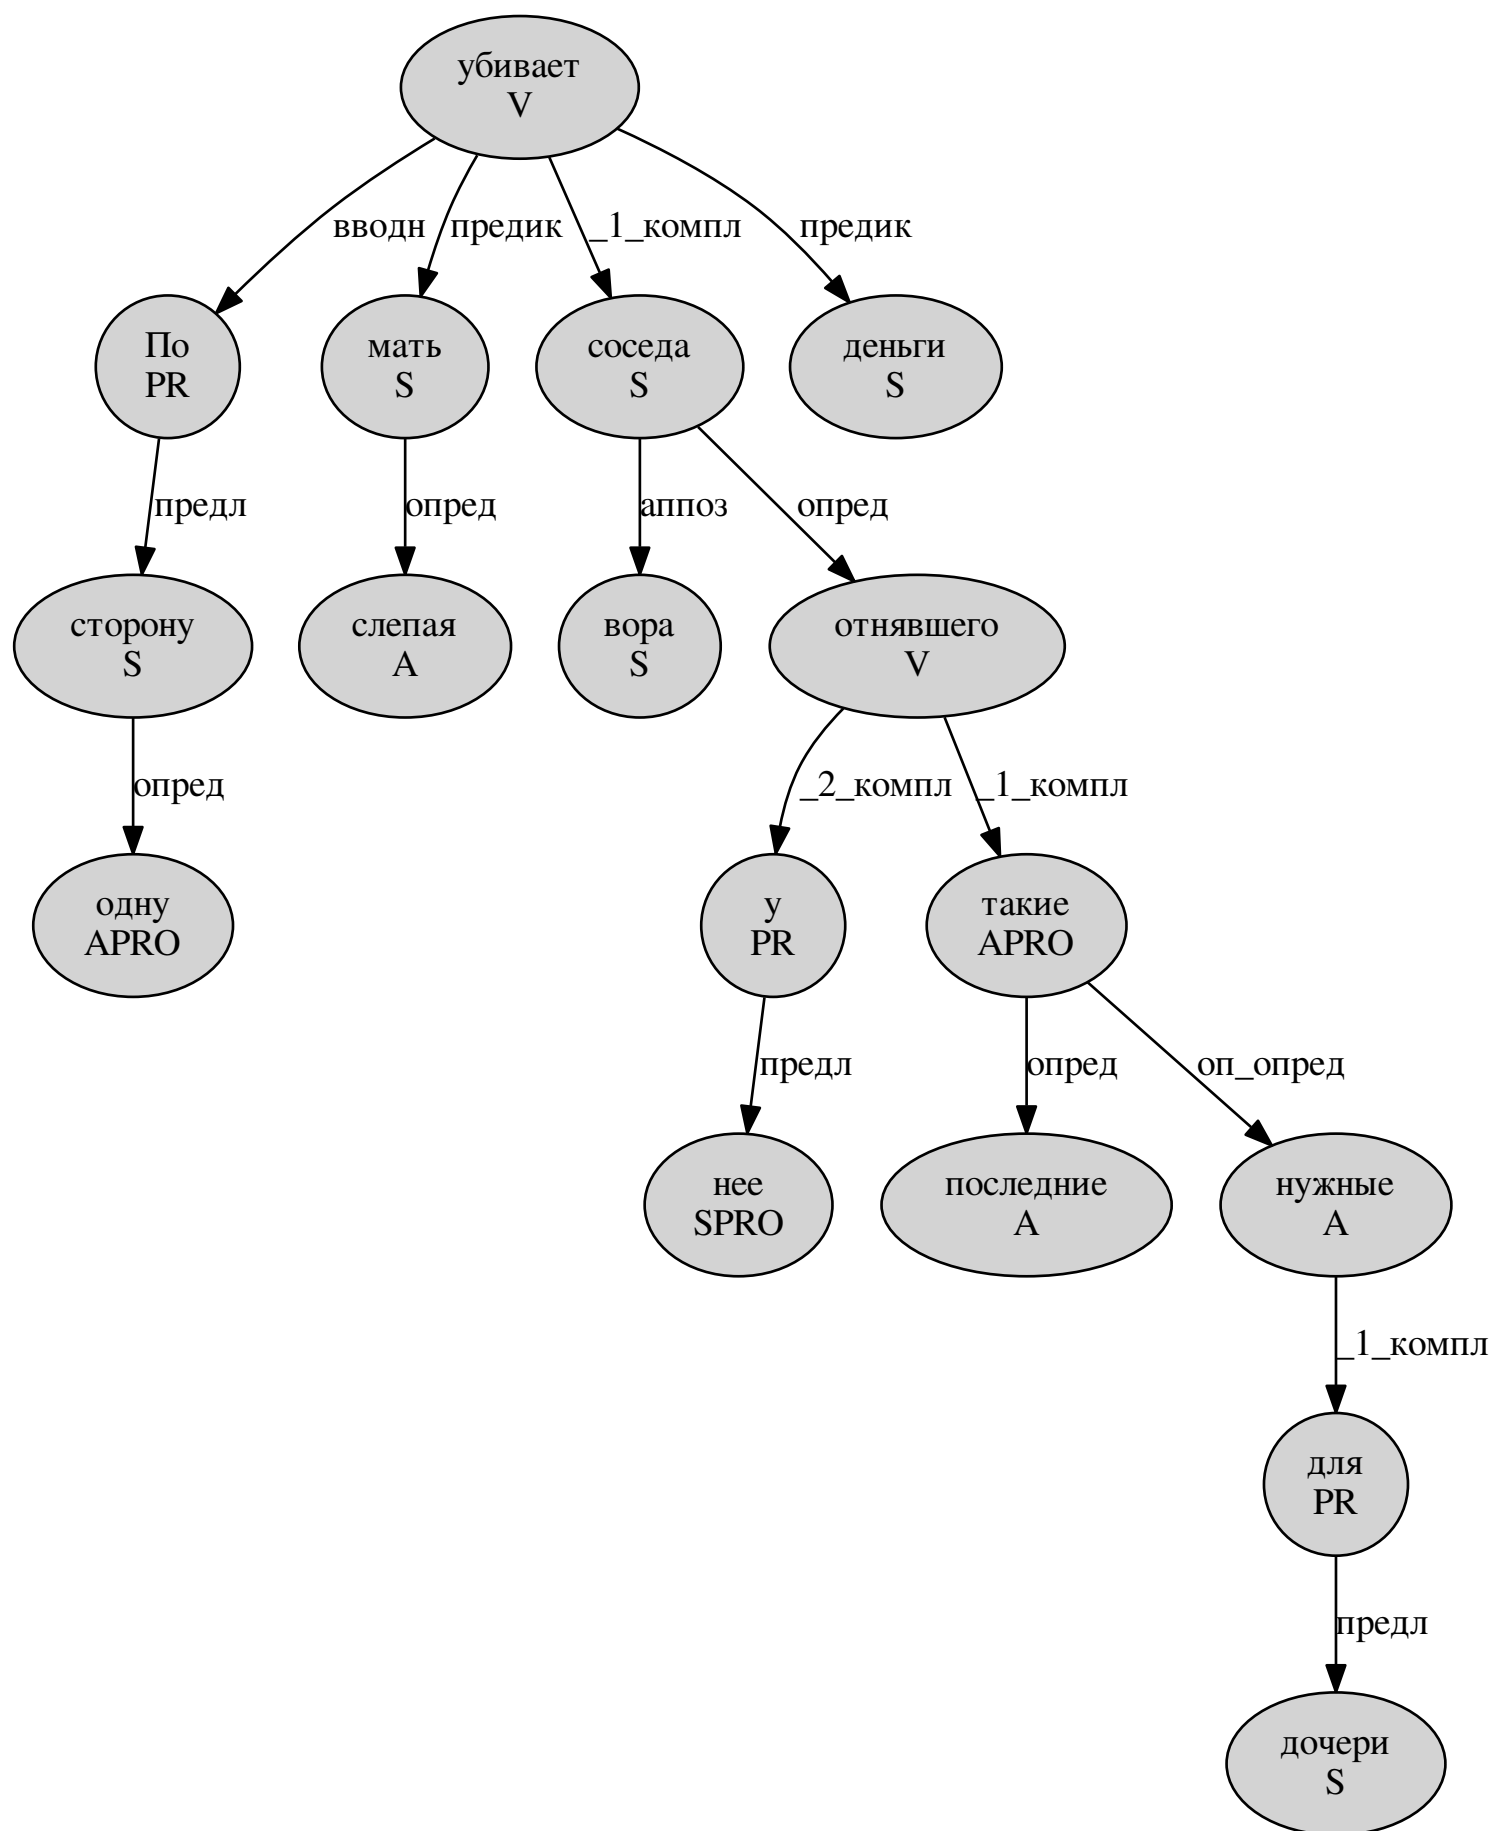 убивает
V
вводн
предик
_1_компл
предик
По
PR
мать
S
соседа
S
деньги
S
предл
опред
аппоз
опред
сторону
S
слепая
A
вора
S
отнявшего
V
опред
_2_компл
_1_компл
одну
APRO
у
PR
такие
APRO
предл
опред
оп_опред
нее
SPRO
последние
A
нужные
A
_1_компл
для
PR
предл
дочери
S